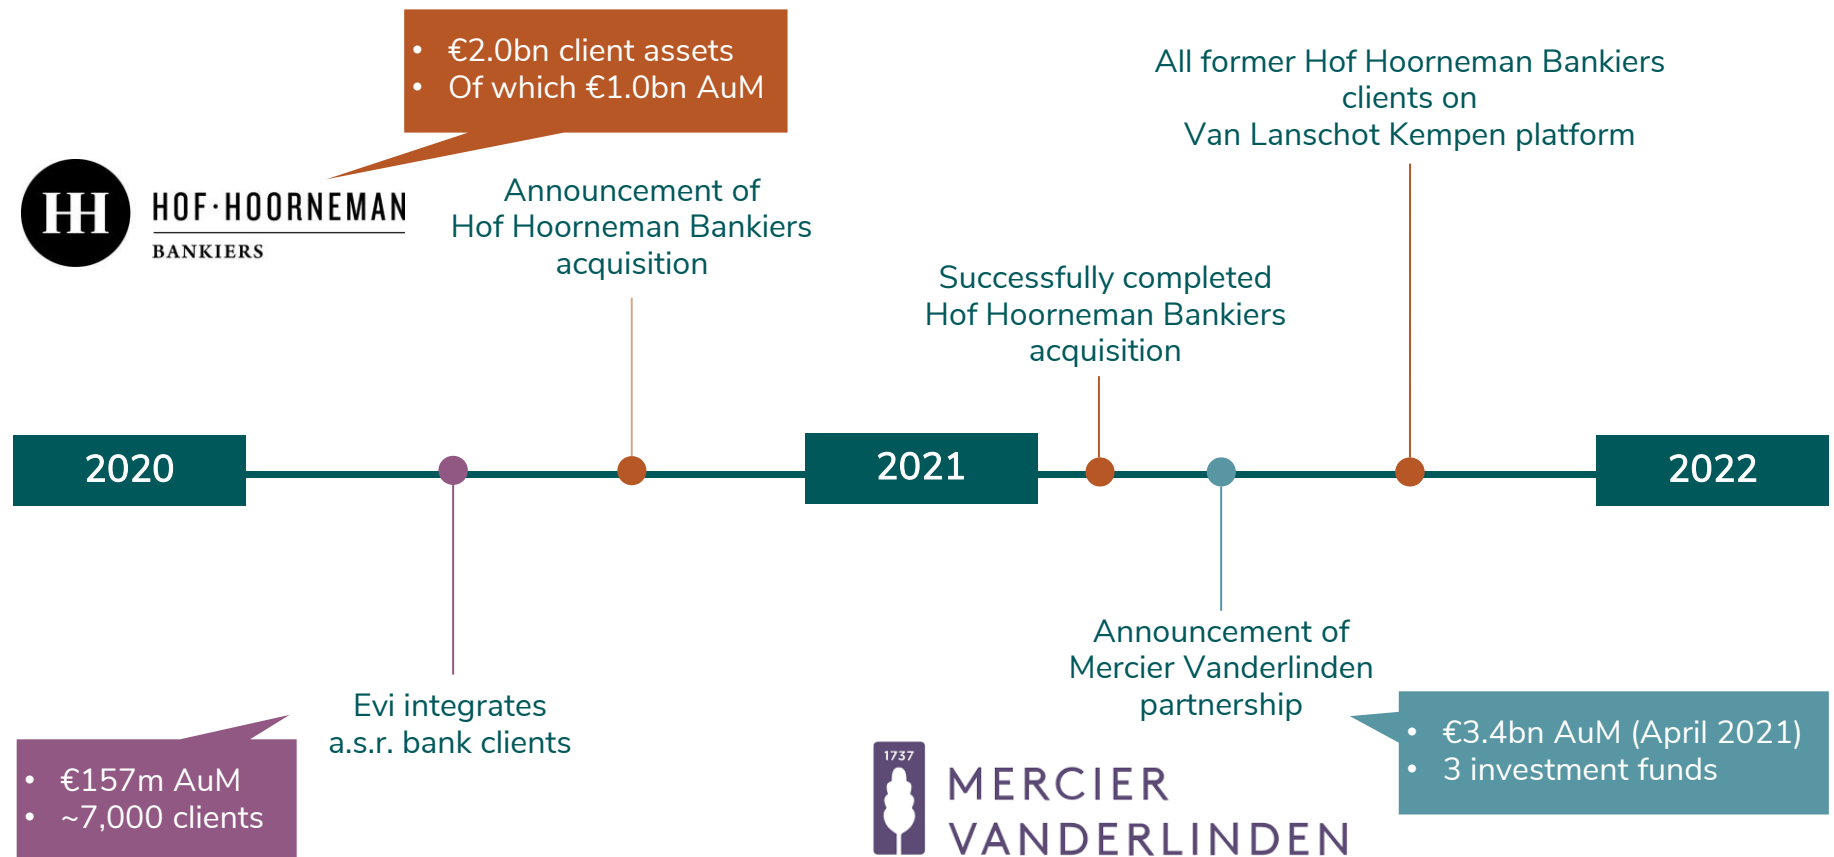 • €2.0bn client assets
• Of which €1.0bn AuM
HH
HOF·HOORNEMAN
BANKIERS
Announcement of
Hof Hoorneman Bankiers
acquisition
Successfully completed
Hof Hoorneman Bankiers
acquisition
All former Hof Hoorneman Bankiers
clients on
Van Lanschot Kempen platform
2020
2021
2022
Evi integrates
a.s.r. bank clients
• €157m AuM
• ~7,000 clients
Announcement of
Mercier Vanderlinden
partnership
• €3.4bn AuM (April 2021)
• 3 investment funds
1737
MERCIER
VANDERLINDEN